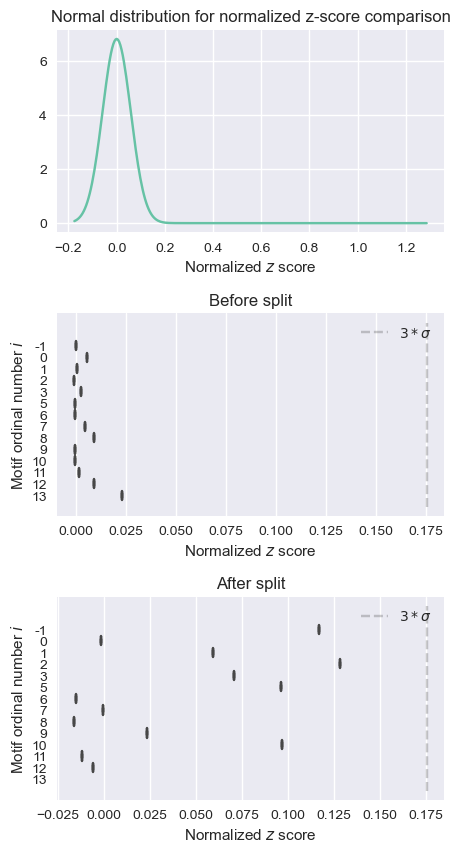 Normal distribution for normalized z-score comparison
6
4
2
0
−0.2 0.0 0.2 0.4 0.6 0.8 1.0 1.2
Normalized z score
Before split
3 * σ
Motif ordinal number i
-1
0
1
2
3
5
6
7
8
9
10
11
12
13
0.000 0.025 0.050 0.075 0.100 0.125 0.150 0.175
Normalized z score
After split
3 * σ
Motif ordinal number i
-1
0
1
2
3
5
6
7
8
9
10
11
12
13
−0.025 0.000 0.025 0.050 0.075 0.100 0.125 0.150 0.175
Normalized z score